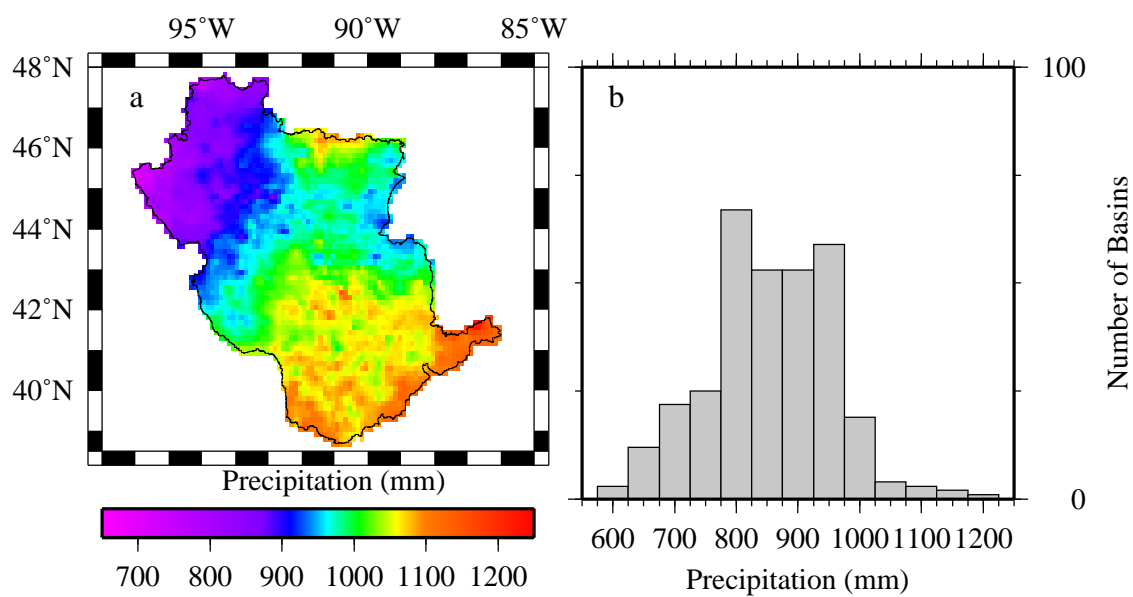 95˚W 90˚W 85˚W
48˚N
46˚N
44˚N
42˚N
40˚N
a
Precipitation (mm)
700 800 900 1000 1100 1200
b
100
0
Number of Basins
600 700 800 900 1000 1100 1200
Precipitation (mm)